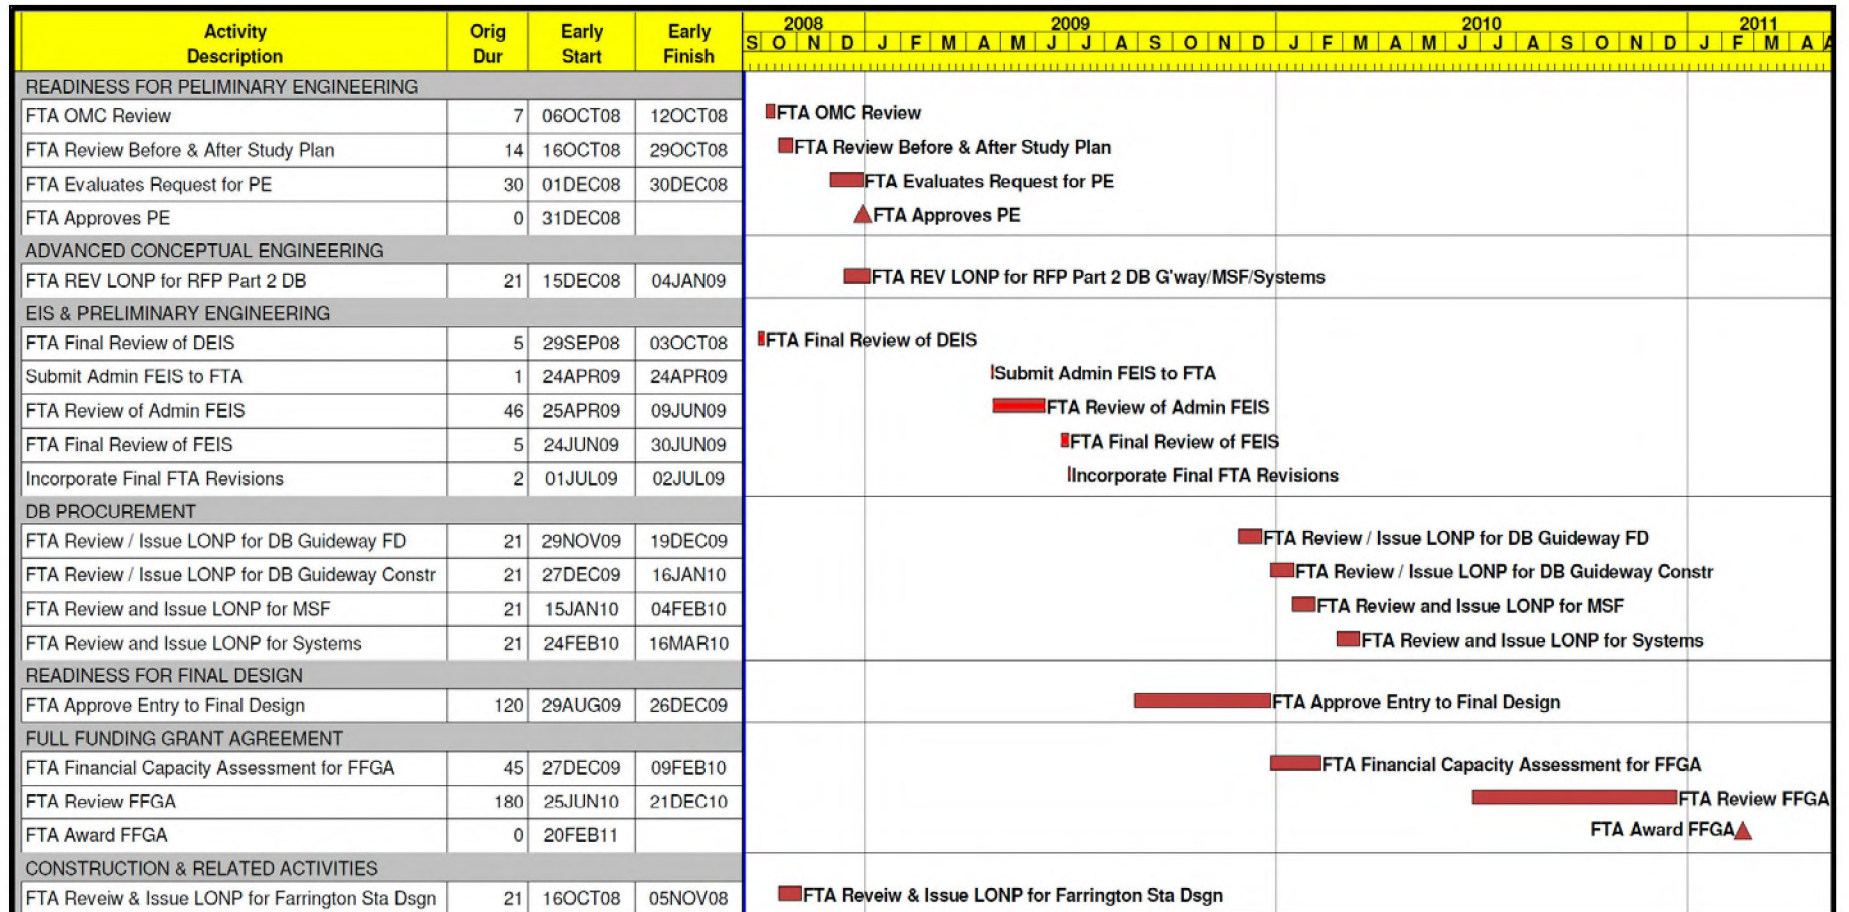 Activity Orig Early Early 2008 2009 2010 2011
Description Dur Start Finish S O N D J F M A M J J A S O N D J F M A M J J A S O N D J F M A A
READINESS FOR PELIMINARY ENGINEERING
FTA OMC Review 7 06OCT08 12OCT08 FTA OMC Review
FTA Review Before & After Study Plan 14 16OCT08 29OCT08 FTA Review Before & After Study Plan
FTA Evaluates Request for PE 30 01DEC08 30DEC08 FTA Evaluates Request for PE
FTA Approves PE 0 31DEC08 FTA Approves PE
ADVANCED CONCEPTUAL ENGINEERING
FTA REV LONP for RFP Part 2 DB 21 15DEC08 04JAN09 FTA REV LONP for RFP Part 2 DB G'way/MSF/Systems
EIS & PRELIMINARY ENGINEERING
FTA Final Review of DEIS 5 29SEP08 03OCT08 FTA Final Review of DEIS
Submit Admin FEIS to FTA 1 24APR09 24APR09 Submit Admin FEIS to FTA
FTA Review of Admin FEIS 46 25APR09 09JUN09 FTA Review of Admin FEIS
FTA Final Review of FEIS 5 24JUN09 30JUN09 FTA Final Review of FEIS
Incorporate Final FTA Revisions 2 01JUL09 02JUL09 Incorporate Final FTA Revisions
DB PROCUREMENT
FTA Review / Issue LONP for DB Guideway FD 21 29NOV09 19DEC09 FTA Review / Issue LONP for DB Guideway FD
FTA Review / Issue LONP for DB Guideway Constr 21 27DEC09 16JAN10 FTA Review / Issue LONP for DB Guideway Constr
FTA Review and Issue LONP for MSF 21 15JAN10 04FEB10 FTA Review and Issue LONP for MSF
FTA Review and Issue LONP for Systems 21 24FEB10 16MAR10 FTA Review and Issue LONP for Systems
READINESS FOR FINAL DESIGN
FTA Approve Entry to Final Design 120 29AUG09 26DEC09 FTA Approve Entry to Final Design
FULL FUNDING GRANT AGREEMENT
FTA Financial Capacity Assessment for FFGA 45 27DEC09 09FEB10 FTA Financial Capacity Assessment for FFGA
FTA Review FFGA 180 25JUN10 21DEC10 FTA Review FFGA
FTA Award FFGA 0 20FEB11 FTA Award FFGA
CONSTRUCTION & RELATED ACTIVITIES
FTA Reveiw & Issue LONP for Farrington Sta Dsgn 21 16OCT08 05NOV08 FTA Reveiw & Issue LONP for Farrington Sta Dsgn